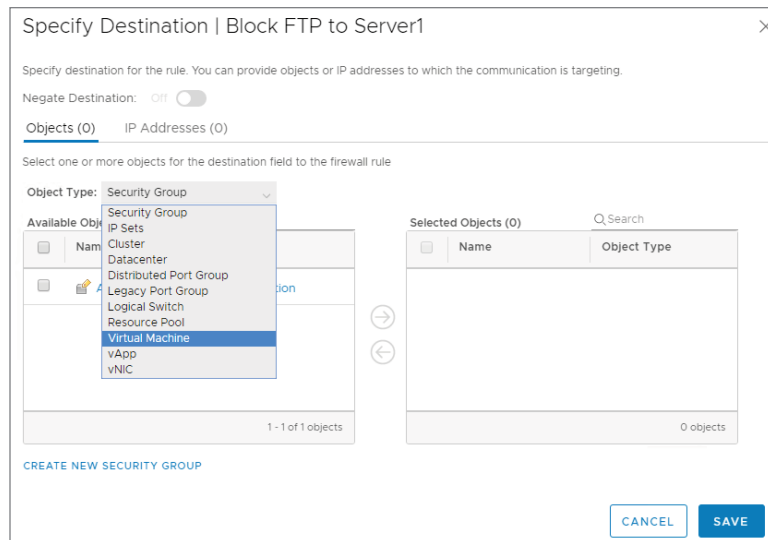 Specify Destination | Block FTP to Server1
Specify destination for the rule. You can provide objects or IP addresses to which the communication is targeting.
Negate Destination: Off
Objects (0) IP Addresses (0)
Select one or more objects for the destination field to the firewall rule
Object Type: Security Group
Security Group
IP Sets
Cluster
Datacenter
Distributed Port Group
Legacy Port Group
Logical Switch
Resource Pool
Virtual Machine
vApp
vNIC
Available
1 - 1 of 1 objects
Selected Objects (0) Search
Name Object Type
0 objects
CREATE NEW SECURITY GROUP
CANCEL SAVE